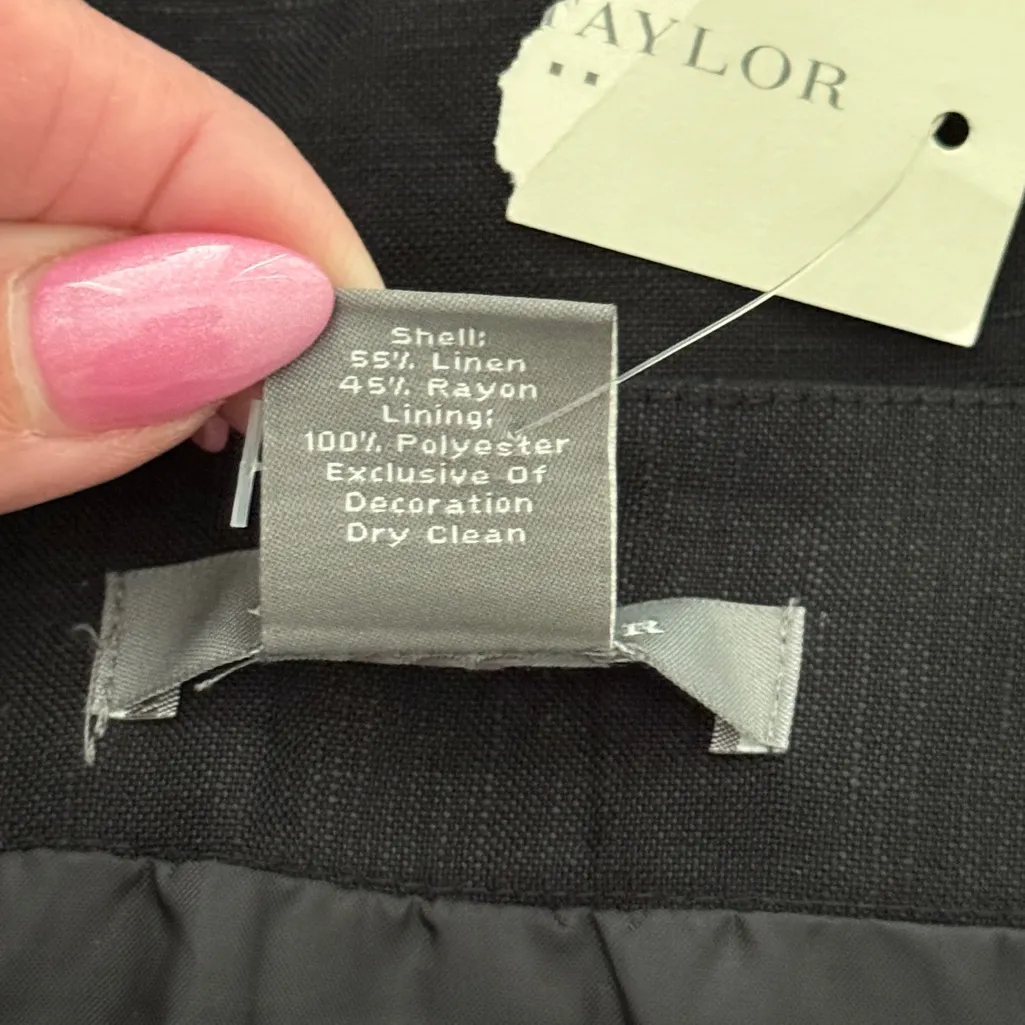 TAYLOR
Shell:
55% Linen
45% Rayon
Lining:
100% Polyester
Exclusive Of
Decoration
Dry Clean
R